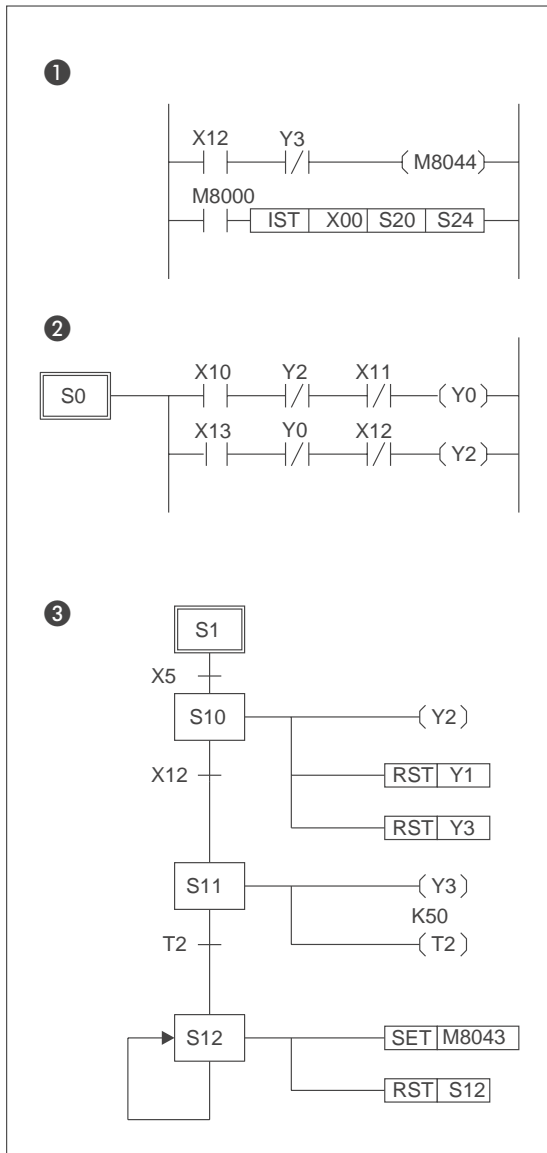 ❶
X12 Y3
M8044
M8000
IST X00 S20 S24
❷
X10 Y2 X11
S0 Y0
X13 Y0 X12
Y2
❸
S1
X5
S10 Y2
X12 RST Y1
RST Y3
S11 Y3
K50
T2 T2
S12 SET M8043
RST S12